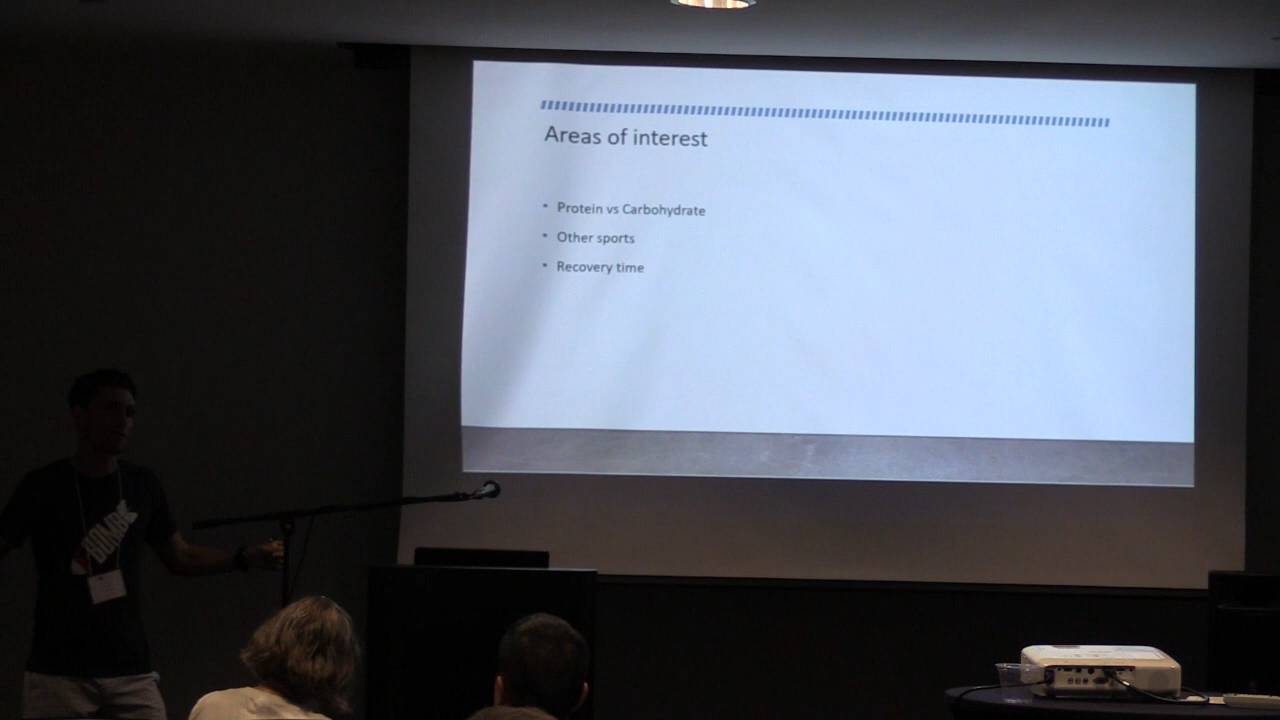 Areas of interest
Protein vs Carbohydrate
Other sports
Recovery time